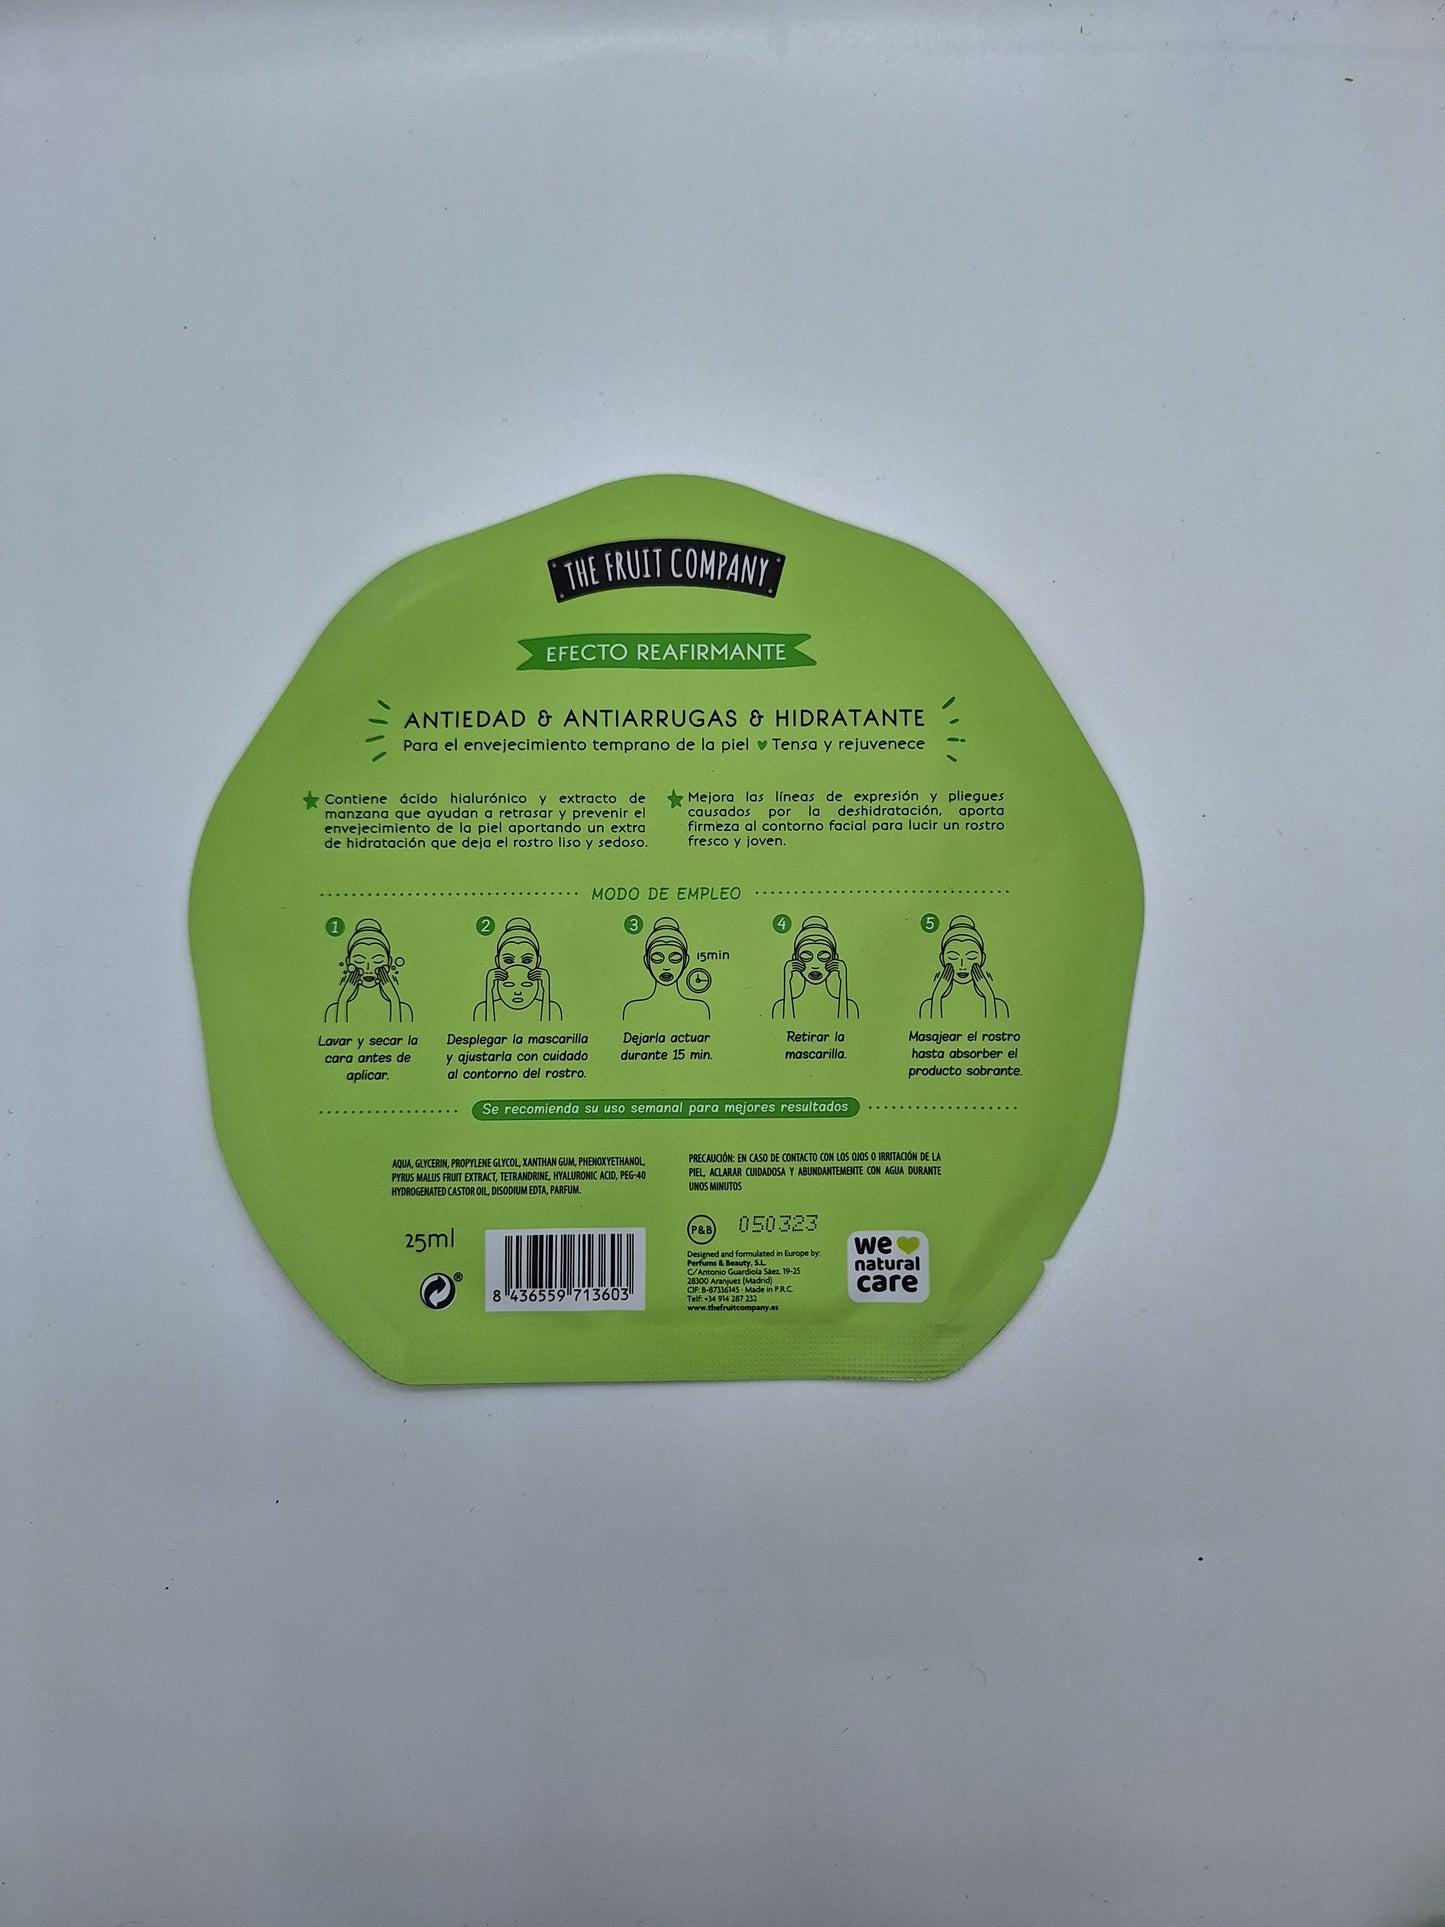 THE FRUIT COMPANY
EFECTO REAFIRMANTE
ANTIEDAD & ANTIARRUGAS & HIDRATANTE
Para el envejecimiento temprano de la piel ♥ Tensa y rejuvenece
Contiene ácido hialurónico y extracto de
manzana que ayudan a retrasar y prevenir el
envejecimiento de la piel aportando un extra
de hidratación que deja el rostro liso y sedoso.
Mejora las líneas de expresión y pliegues
causados por la deshidratación, aporta
firmeza al contorno facial para lucir un rostro
fresco y joven.
MODO DE EMPLEO
1
Lavar y secar la
cara antes de
aplicar.
2
Desplegar la mascarilla
y ajustarla con cuidado
al contorno del rostro.
3
15min
Dejarla actuar
durante 15 min.
4
Retirar la
mascarilla.
5
Masajear el rostro
hasta absorber el
producto sobrante.
Se recomienda su uso semanal para mejores resultados
AQUA, GLYCERIN, PROPYLENE GLYCOL, XANTHAN GUM, PHENOXYETHANOL,
PYRUS MALUS FRUIT EXTRACT, TETRANDRINE, HYALURONIC ACID, PEG-40
HYDROGENATED CASTOR OIL, DISODIUM EDTA, PARFUM.
PRECAUCIÓN: EN CASO DE CONTACTO CON LOS OJOS O IRRITACIÓN DE LA
PIEL, ACLARAR CUIDADOSA Y ABUNDANTEMENTE CON AGUA DURANTE
UNOS MINUTOS
25ml
®
8 436559 713603
P&B
050323
Designed and formulated in Europe by:
Perfums & Beauty, S.L.
C/Antonio Guardiola Sáez, 19-25
28300 Aranjuez (Madrid)
CIF: B-87336145 · Made in P.R.C.
Telf: +34 914 287 232
www.thefruitcompany.es
we ♥
natural
care